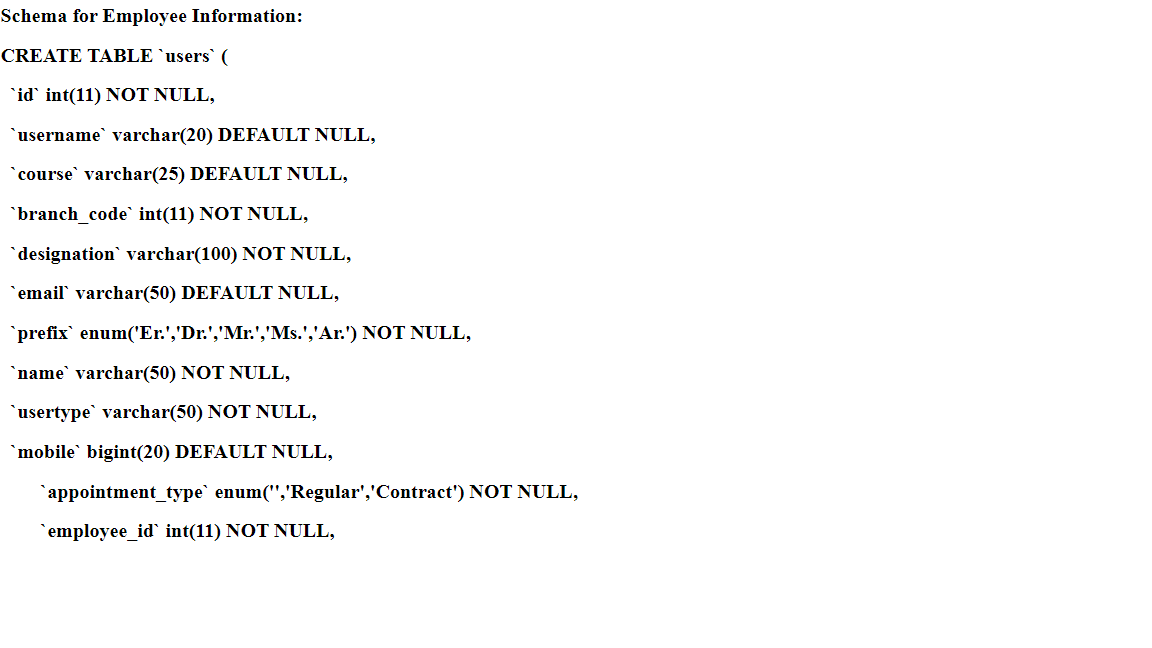 Schema for Employee Information:
CREATE TABLE `users` (
`id` int(11) NOT NULL,
`username` varchar(20) DEFAULT NULL,
`course` varchar(25) DEFAULT NULL,
`branch_code` int(11) NOT NULL,
`designation` varchar(100) NOT NULL,
`email` varchar(50) DEFAULT NULL,
`prefix` enum('Er.','Dr.','Mr.','Ms.','Ar.') NOT NULL,
`name` varchar(50) NOT NULL,
`usertype` varchar(50) NOT NULL,
`mobile` bigint(20) DEFAULT NULL,
`appointment_type` enum('','Regular','Contract') NOT NULL,
`employee_id` int(11) NOT NULL,